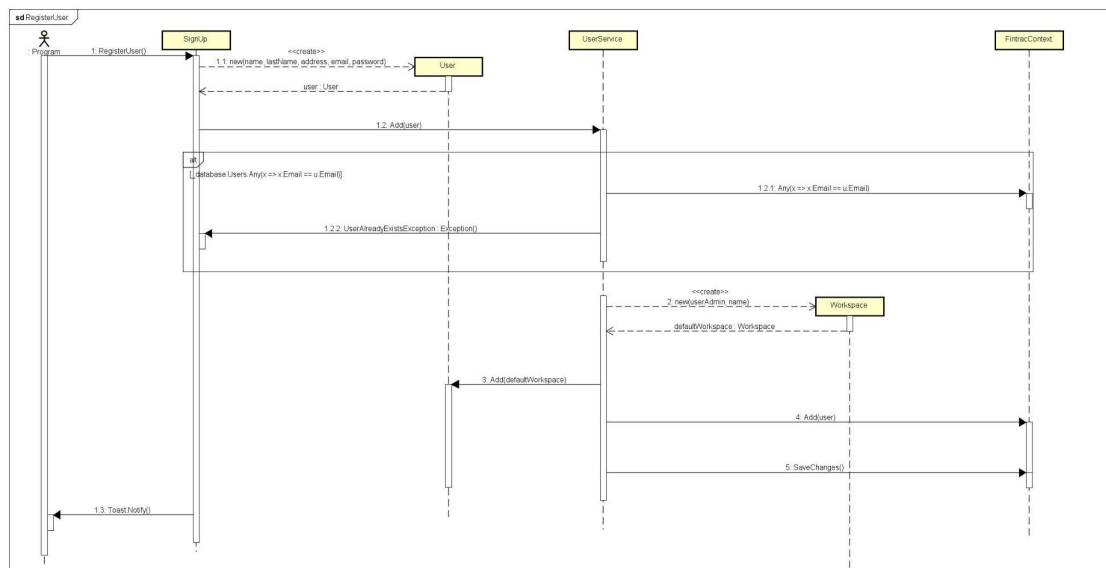 sd RegisterUser
: Program
SignUp
UserService
FintracContext
1: RegisterUser()
<<create>>
1.1: new(name, lastName, address, email, password)
User
user : User
1.2: Add(user)
alt
[_database.Users.Any(x => x.Email == u.Email)]
1.2.1: Any(x => x.Email == u.Email)
1.2.2: UserAlreadyExistsException : Exception()
<<create>>
2: new(userAdmin, name)
Workspace
defaultWorkspace : Workspace
3: Add(defaultWorkspace)
4: Add(user)
5: SaveChanges()
1.3: Toast.Notify()